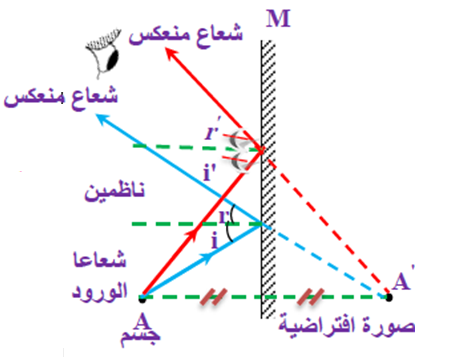 M
شعاع منعكس
شعاع منعكس
r'
i'
ناظمين
r
i
شعاعا
الورود
A
A'
جسم
صورة افتراضية